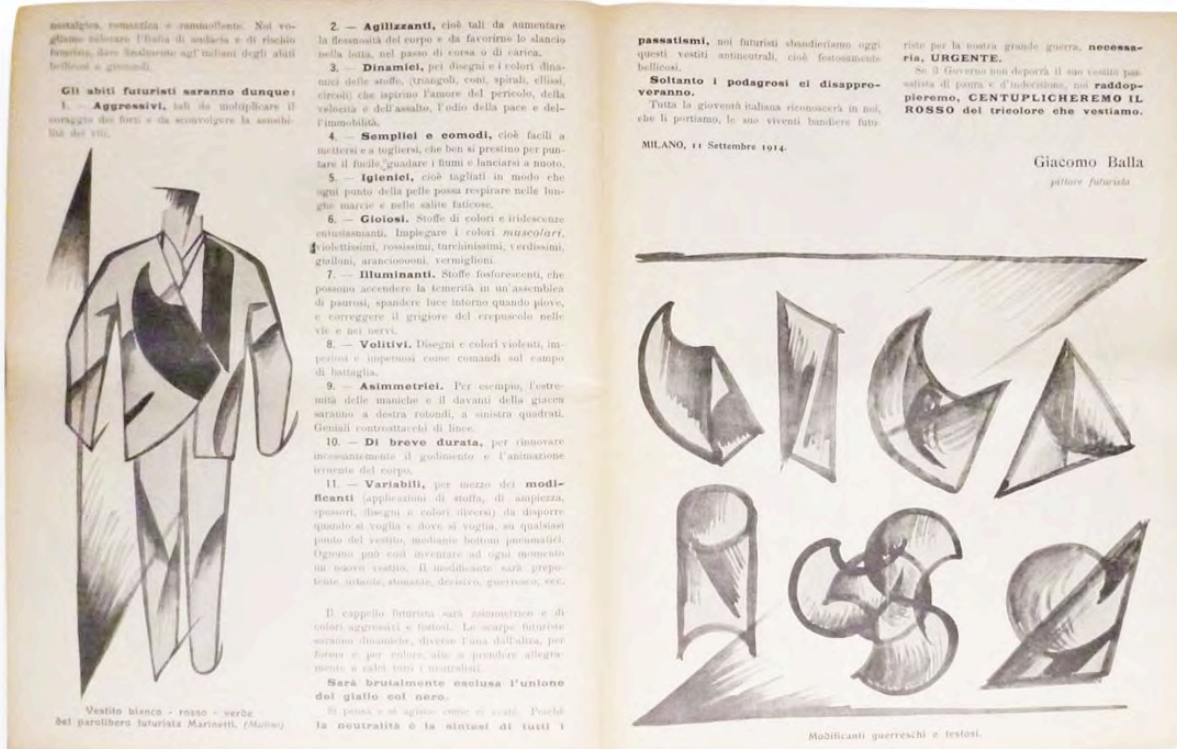 nostalgica, romantica e rammollente. Noi vo-
gliamo colorare l'Italia di audacia e di rischio
futurista, dare finalmente agl'italiani degli abiti
bellicosi e giocondi.
Gli abiti futuristi saranno dunque:
1. — Aggressivi, tali da moltiplicare il
coraggio dei forti e da sconvolgere la sensibi-
lità dei vili.
Vestito bianco - rosso - verde
del parolibero futurista Marinetti. (Mattino)
2. — Agilizzanti, cioè tali da aumentare
la flessuosità del corpo e da favorirne lo slancio
nella lotta, nel passo di corsa o di carica.
3. — Dinamici, pei disegni e i colori dina-
mici delle stoffe, (triangoli, coni, spirali, ellissi,
circoli) che ispirino l'amore del pericolo, della
velocità e dell'assalto, l'odio della pace e del-
l'immobilità.
4. — Semplici e comodi, cioè facili a
mettersi e a togliersi, che ben si prestino per pun-
tare il fucile, guadare i fiumi e lanciarsi a nuoto.
5. — Igienici, cioè tagliati in modo che
ogni punto della pelle possa respirare nelle lun-
ghe marcie e nelle salite faticose.
6. — Gioiosi. Stoffe di colori e iridescenze
entusiasmanti. Impiegare i colori muscolari,
violettissimi, rossissimi, turchinissimi, verdissimi,
gialloni, aranciooooni, vermiglioni.
7. — Illuminanti. Stoffe fosforescenti, che
possono accendere la temerità in un'assemblea
di paurosi, spandere luce intorno quando piove,
e correggere il grigiore del crepuscolo nelle
vie e nei nervi.
8. — Volitivi. Disegni e colori violenti, im-
periosi e impetuosi come comandi sul campo
di battaglia.
9. — Asimmetrici. Per esempio, l'estre-
mità delle maniche e il davanti della giacca
saranno a destra rotondi, a sinistra quadrati.
Geniali controattacchi di linee.
10. — Di breve durata, per rinnovare
incessantemente il godimento e l'animazione
irruente del corpo.
11. — Variabili, per mezzo dei modi-
ficanti (applicazioni di stoffa, di ampiezza,
spessori, disegni e colori diversi) da disporre
quando si voglia e dove si voglia, su qualsiasi
punto del vestito, mediante bottoni pneumatici.
Ognuno può così inventare ad ogni momento
un nuovo vestito. Il modificante sarà prepo-
tente, urtante, stonante, decisivo, guerresco, ecc.
Il cappello futurista sarà asimmetrico e di
colori aggressivi e festosi. Le scarpe futuriste
saranno dinamiche, diverse l'una dall'altra, per
forma e per colore, atte a prendere allegra-
mente a calci tutti i neutralisti.
Sarà brutalmente esclusa l'unione
del giallo col nero.
Si pensa e si agisce come si veste. Poichè
la neutralità è la sintesi di tutti i
passatismi, noi futuristi sbandieriamo oggi
questi vestiti antineutrali, cioè festosamente
bellicosi.
Soltanto i podagrosi ci disappro-
veranno.
Tutta la gioventù italiana riconoscerà in noi,
che li portiamo, le sue viventi bandiere futu-
riste per la nostra grande guerra, necessa-
ria, URGENTE.
Se il Governo non deporrà il suo vestito pas-
satista di paura e d'indecisione, noi raddop-
pieremo, CENTUPLICHEREMO IL
ROSSO del tricolore che vestiamo.
MILANO, 11 Settembre 1914.
Giacomo Balla
pittore futurista
Modificanti guerreschi e festosi.